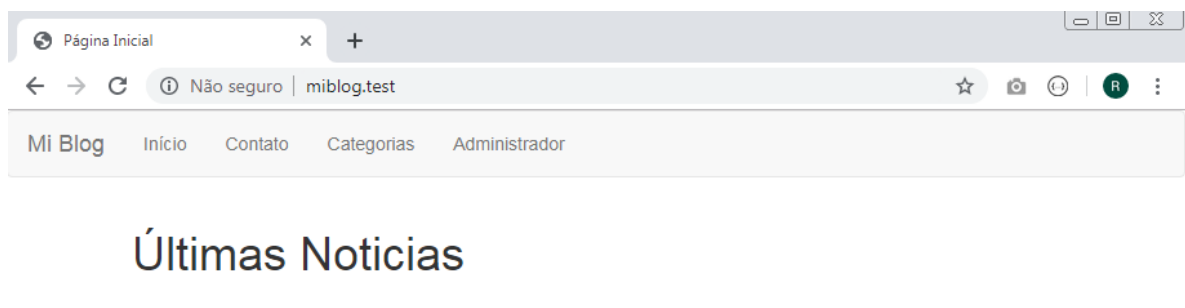 Página Inicial
Não seguro | miblog.test
R
Mi Blog Início Contato Categorias Administrador
Últimas Noticias